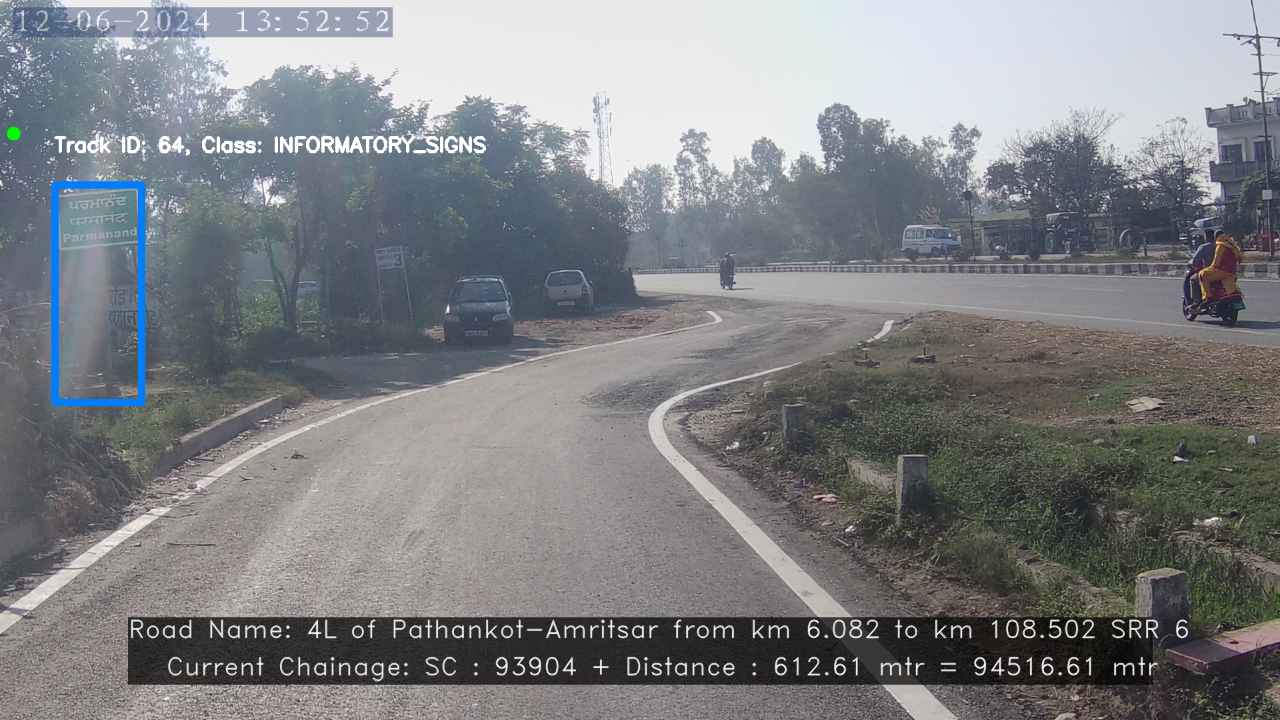 12-06-2024 13:52:52
Track ID: 64, Class: INFORMATORY_SIGNS
ਪਰਮਾਨੰਦ
परमानंद
Parmanand
Road Name: 4L of Pathankot-Amritsar from km 6.082 to km 108.502 SRR 6
Current Chainage: SC : 93904 + Distance : 612.61 mtr = 94516.61 mtr